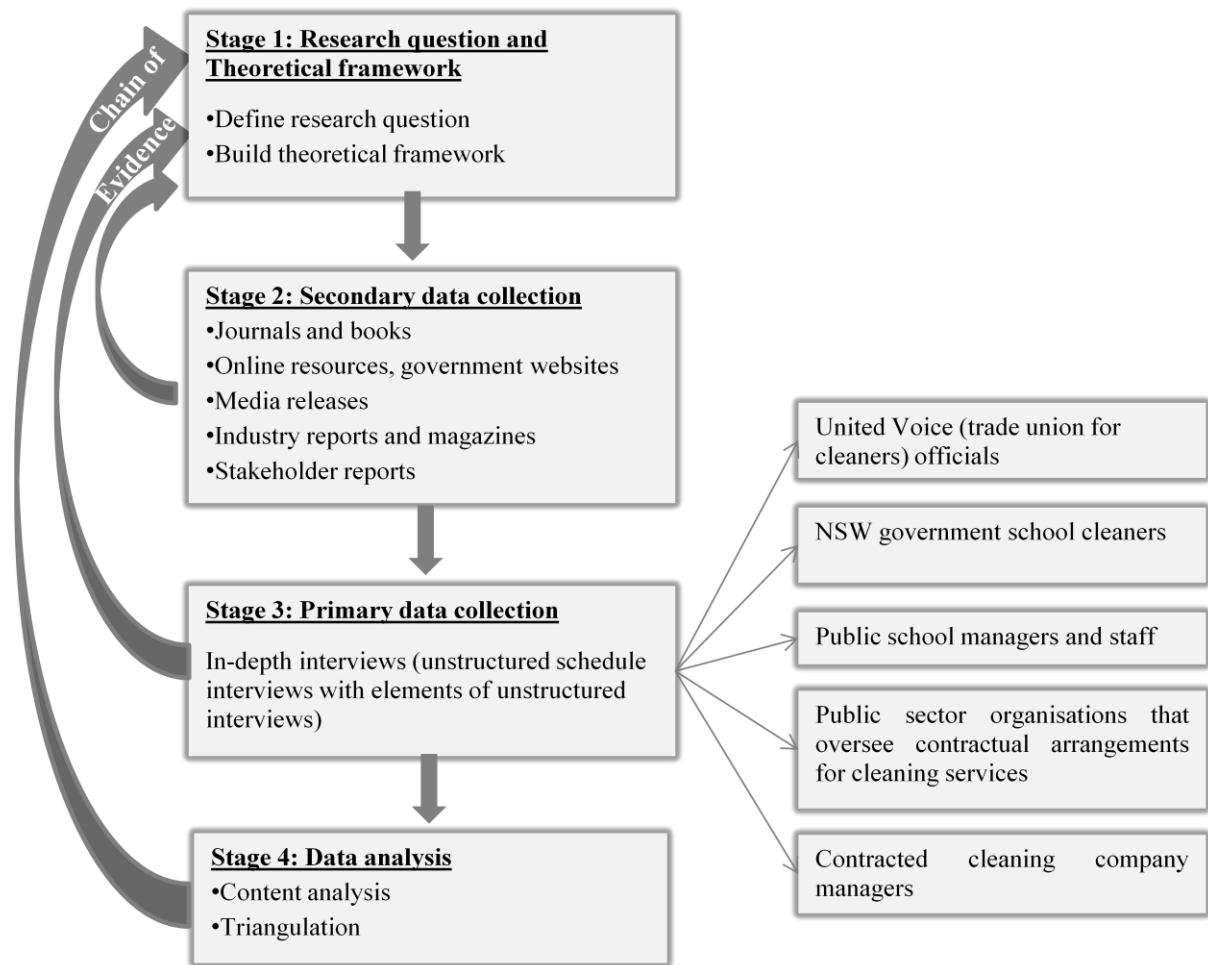 Chain of
Evidence
Stage 1: Research question and
Theoretical framework
•Define research question
•Build theoretical framework
Stage 2: Secondary data collection
•Journals and books
•Online resources, government websites
•Media releases
•Industry reports and magazines
•Stakeholder reports
Stage 3: Primary data collection
In-depth interviews (unstructured schedule
interviews with elements of unstructured
interviews)
United Voice (trade union for
cleaners) officials
NSW government school cleaners
Public school managers and staff
Public sector organisations that
oversee contractual arrangements
for cleaning services
Contracted cleaning company
managers
Stage 4: Data analysis
•Content analysis
•Triangulation